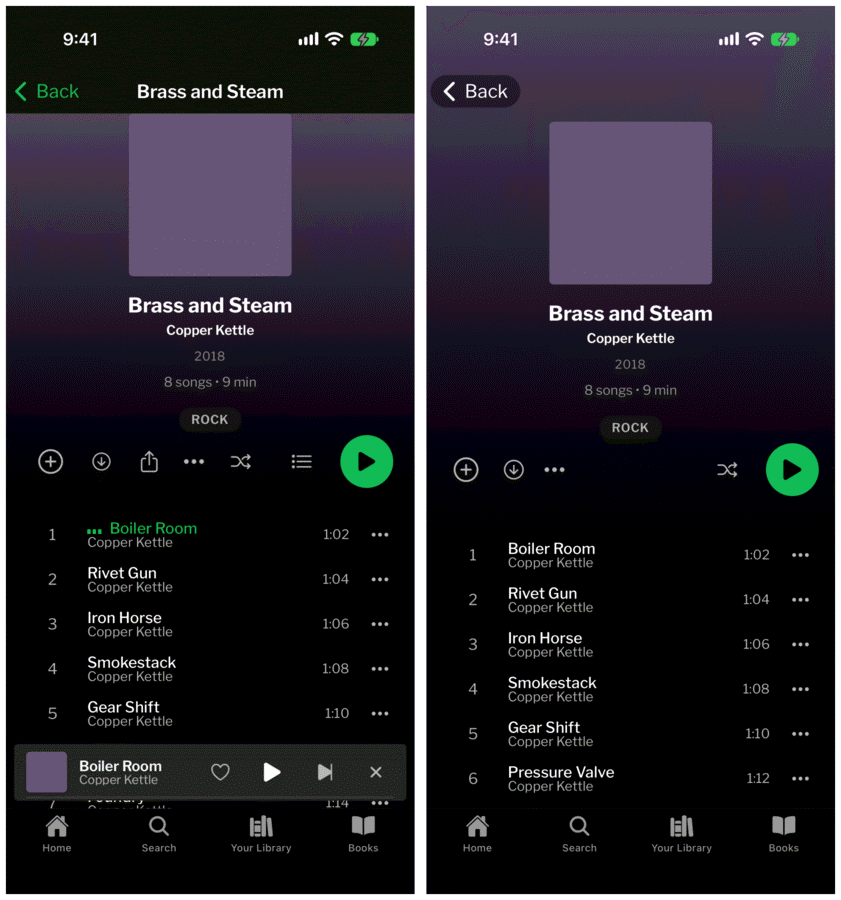 9:41
Back
Brass and Steam
Brass and Steam
Copper Kettle
2018
8 songs • 9 min
ROCK
1 Boiler Room 1:02
Copper Kettle
2 Rivet Gun 1:04
Copper Kettle
3 Iron Horse 1:06
Copper Kettle
4 Smokestack 1:08
Copper Kettle
5 Gear Shift 1:10
Copper Kettle
Boiler Room
Copper Kettle
7 Foundry 1:14
Home Search Your Library Books
9:41
Back
Brass and Steam
Copper Kettle
2018
8 songs • 9 min
ROCK
1 Boiler Room 1:02
Copper Kettle
2 Rivet Gun 1:04
Copper Kettle
3 Iron Horse 1:06
Copper Kettle
4 Smokestack 1:08
Copper Kettle
5 Gear Shift 1:10
Copper Kettle
6 Pressure Valve 1:12
Copper Kettle
Home Search Your Library Books